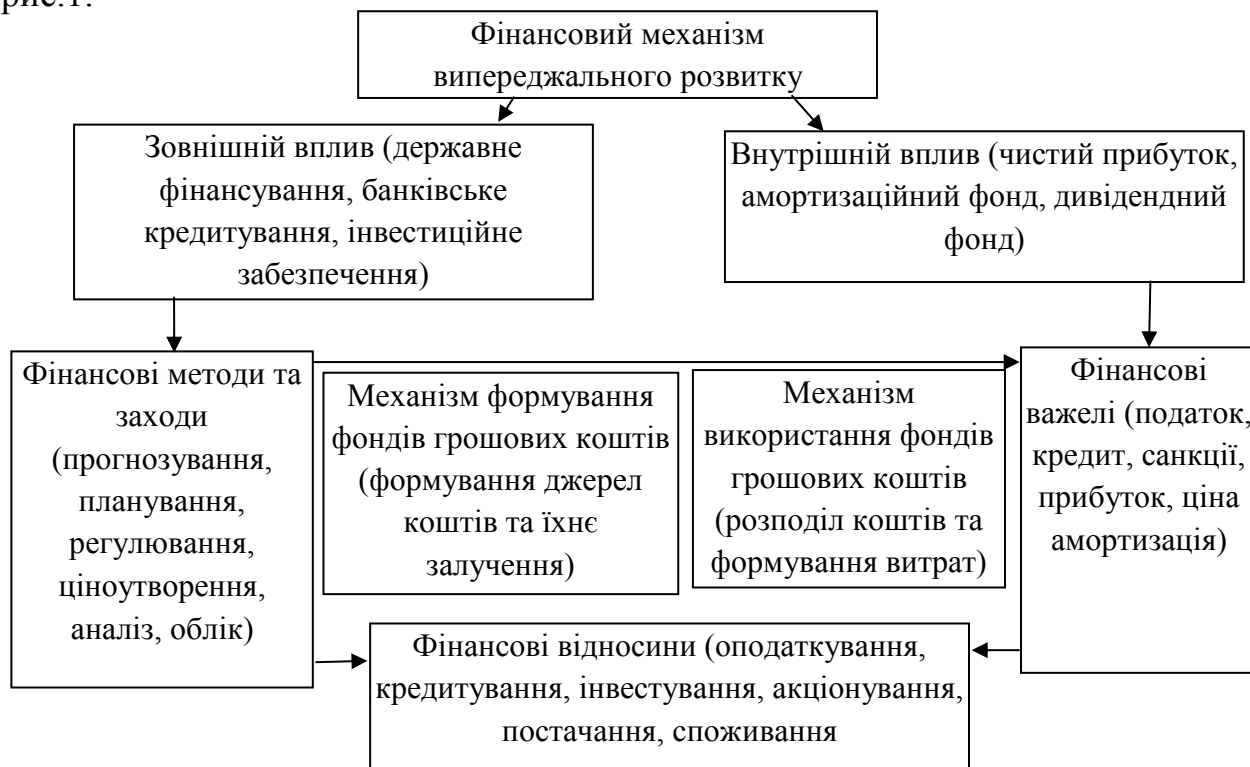 рис.1.
Фінансовий механізм
випереджального розвитку
Зовнішній вплив (державне
фінансування, банківське
кредитування, інвестиційне
забезпечення)
Внутрішній вплив (чистий прибуток,
амортизаційний фонд, дивідендний
фонд)
Фінансові методи та
заходи
(прогнозування,
планування,
регулювання,
ціноутворення,
аналіз, облік)
Механізм формування
фондів грошових коштів
(формування джерел
коштів та їхнє
залучення)
Механізм
використання фондів
грошових коштів
(розподіл коштів та
формування витрат)
Фінансові
важелі (податок,
кредит, санкції,
прибуток, ціна
амортизація)
Фінансові відносини (оподаткування,
кредитування, інвестування, акціонування,
постачання, споживання